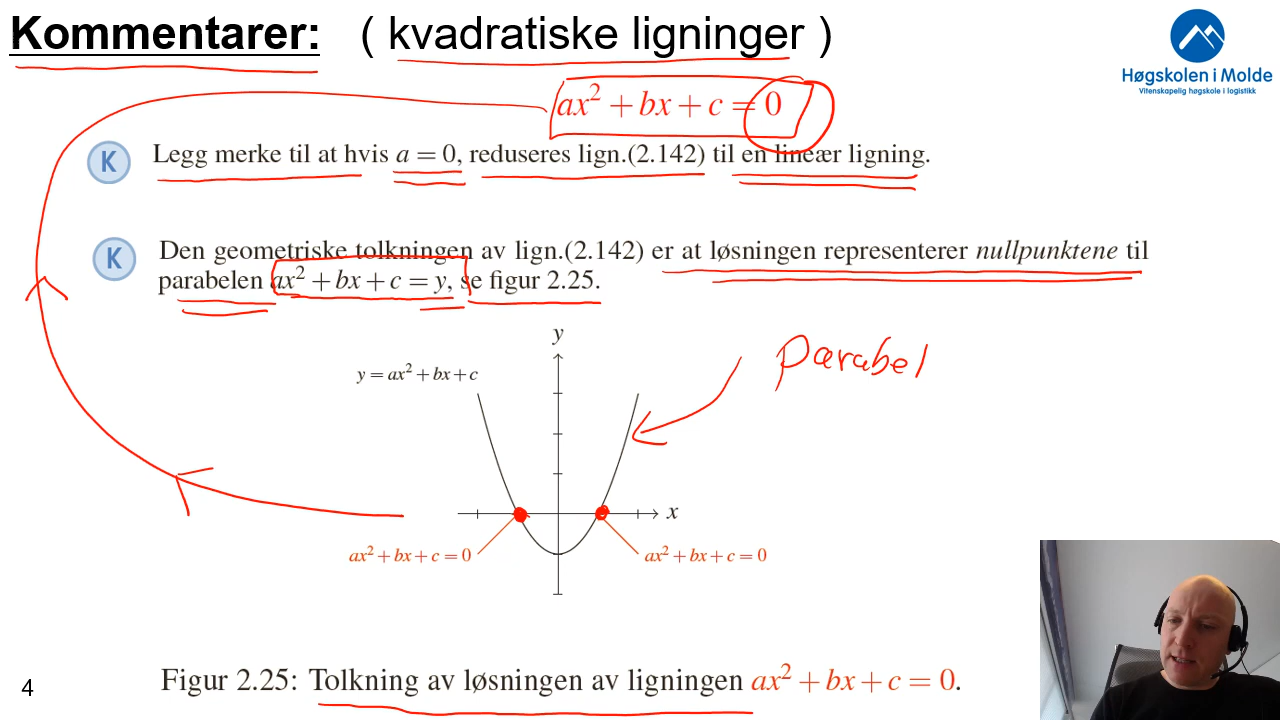 Kommentarer: ( kvadratiske ligninger )
Høgskolen i Molde
Vitenskapelig høgskole i logistikk
ax² + bx + c = 0
K Legg merke til at hvis a = 0, reduseres lign.(2.142) til en lineær ligning.
K Den geometriske tolkningen av lign.(2.142) er at løsningen representerer nullpunktene til
parabelen ax² + bx + c = y, se figur 2.25.
y
y = ax² + bx + c
Parabel
x
ax² + bx + c = 0
ax² + bx + c = 0
Figur 2.25: Tolkning av løsningen av ligningen ax² + bx + c = 0.
4